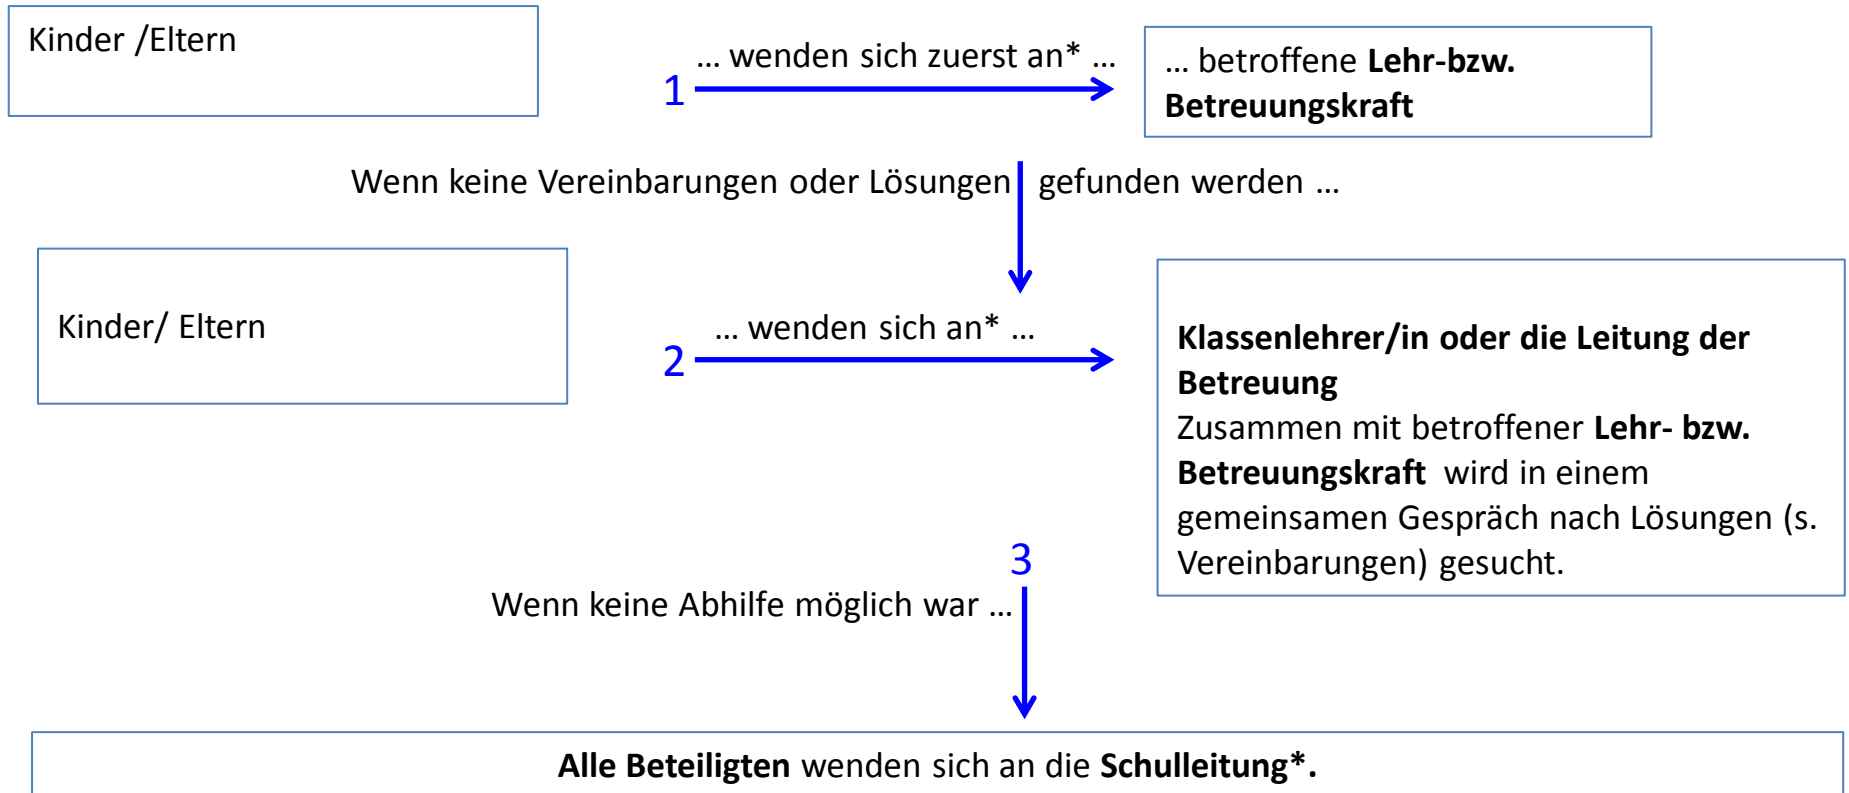 Kinder /Eltern
... wenden sich zuerst an* ...
1
... betroffene Lehr-bzw.
Betreuungskraft
Wenn keine Vereinbarungen oder Lösungen gefunden werden ...
Kinder/ Eltern
... wenden sich an* ...
2
Klassenlehrer/in oder die Leitung der
Betreuung
Zusammen mit betroffener Lehr- bzw.
Betreuungskraft wird in einem
gemeinsamen Gespräch nach Lösungen (s.
Vereinbarungen) gesucht.
3
Wenn keine Abhilfe möglich war ...
Alle Beteiligten wenden sich an die Schulleitung*.